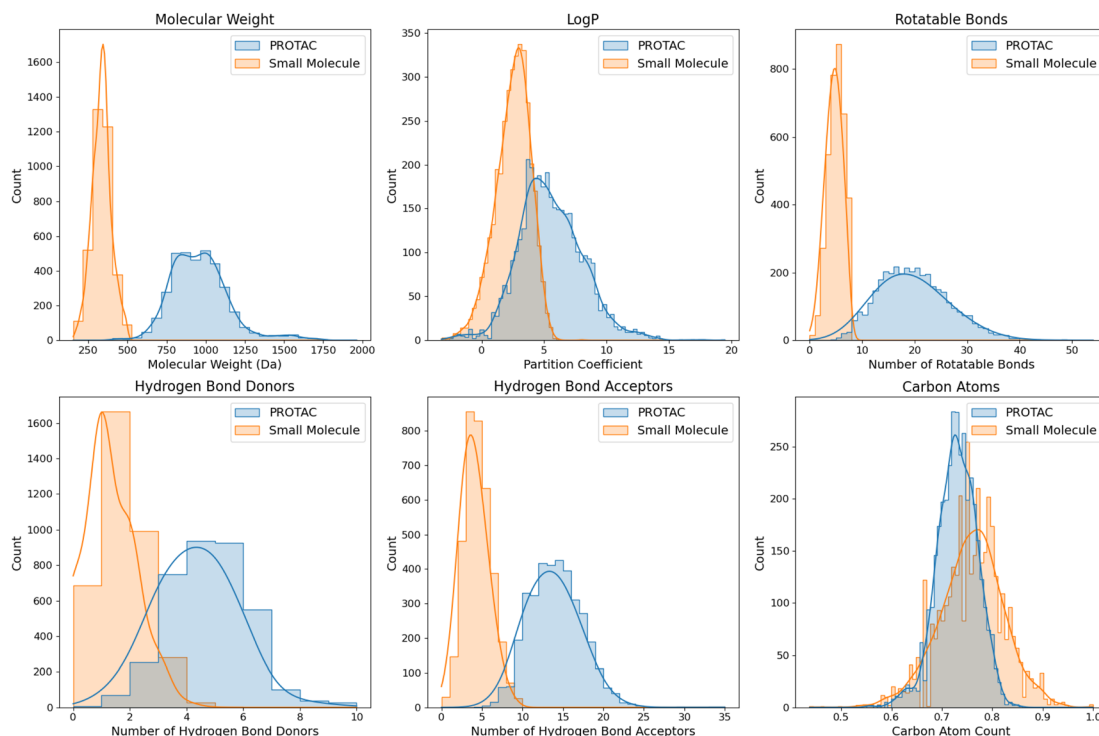 Molecular Weight
PROTAC
Small Molecule
Count
1600
1400
1200
1000
800
600
400
200
0
250 500 750 1000 1250 1500 1750 2000
Molecular Weight (Da)
LogP
PROTAC
Small Molecule
Count
350
300
250
200
150
100
50
0
0 5 10 15 20
Partition Coefficient
Rotatable Bonds
PROTAC
Small Molecule
Count
800
600
400
200
0
0 10 20 30 40 50
Number of Rotatable Bonds
Hydrogen Bond Donors
PROTAC
Small Molecule
Count
1600
1400
1200
1000
800
600
400
200
0
0 2 4 6 8 10
Number of Hydrogen Bond Donors
Hydrogen Bond Acceptors
PROTAC
Small Molecule
Count
800
700
600
500
400
300
200
100
0
0 5 10 15 20 25 30 35
Number of Hydrogen Bond Acceptors
Carbon Atoms
PROTAC
Small Molecule
Count
250
200
150
100
50
0
0.5 0.6 0.7 0.8 0.9 1.0
Carbon Atom Count